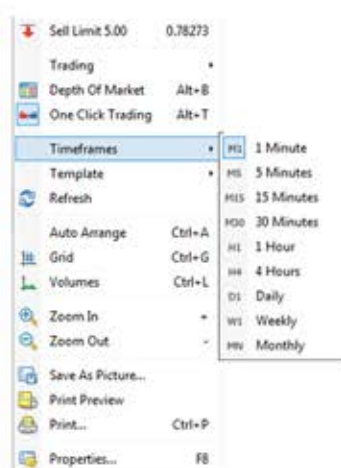 Sell Limit 5.00 0.78273
Trading
Depth Of Market Alt+B
One Click Trading Alt+T
Timeframes
Template
Refresh
Auto Arrange Ctrl+A
Grid Ctrl+G
Volumes Ctrl+L
Zoom In +
Zoom Out -
Save As Picture...
Print Preview
Print... Ctrl+P
Properties... F8
M1 1 Minute
M5 5 Minutes
M15 15 Minutes
M30 30 Minutes
H1 1 Hour
H4 4 Hours
D1 Daily
W1 Weekly
MN Monthly